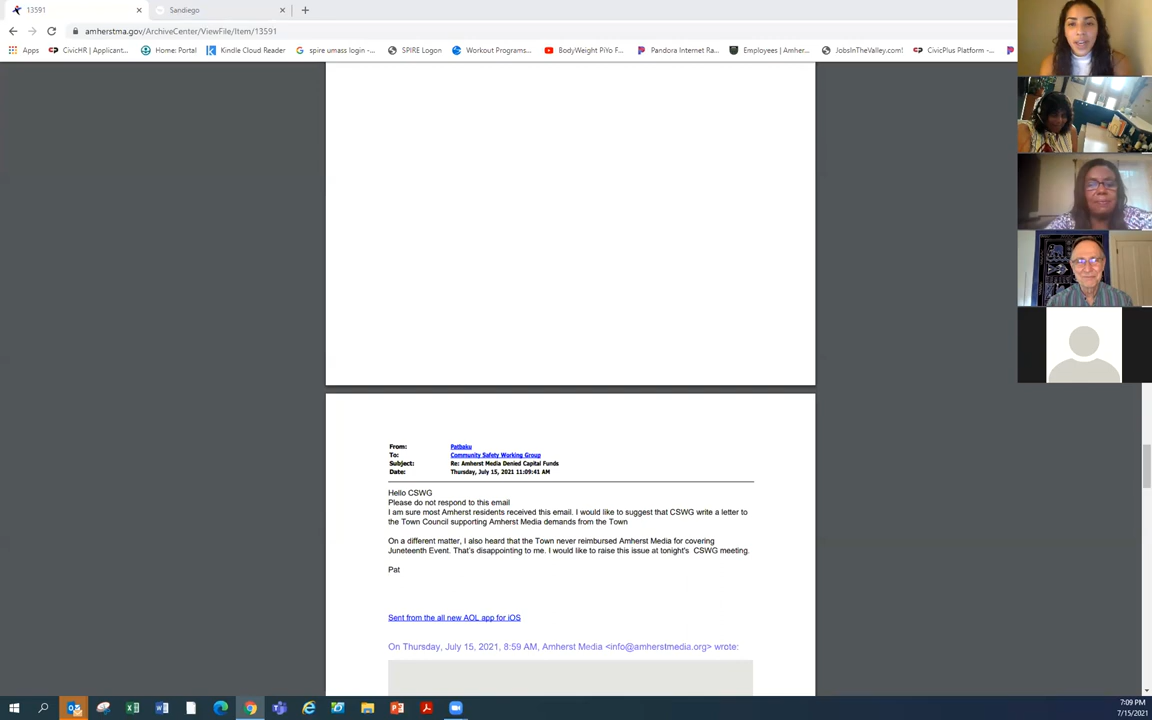 13591
Sandiego
amherstma.gov/ArchiveCenter/ViewFile/Item/13591
Apps
CivicHR | Applicant...
Home: Portal
Kindle Cloud Reader
spire umass login -...
SPIRE Logon
Workout Programs...
BodyWeight PiYo F...
Pandora Internet Ra...
Employees | Amher...
JobsInTheValley.com!
CivicPlus Platform -...
From: Patbaku
To: Community Safety Working Group
Subject: Re: Amherst Media Denied Capital Funds
Date: Thursday, July 15, 2021 11:09:41 AM
Hello CSWG
Please do not respond to this email
I am sure most Amherst residents received this email. I would like to suggest that CSWG write a letter to
the Town Council supporting Amherst Media demands from the Town
On a different matter, I also heard that the Town never reimbursed Amherst Media for covering
Juneteenth Event. That's disappointing to me. I would like to raise this issue at tonight's CSWG meeting.
Pat
Sent from the all new AOL app for iOS
On Thursday, July 15, 2021, 8:59 AM, Amherst Media <info@amherstmedia.org> wrote:
7:09 PM
7/15/2021